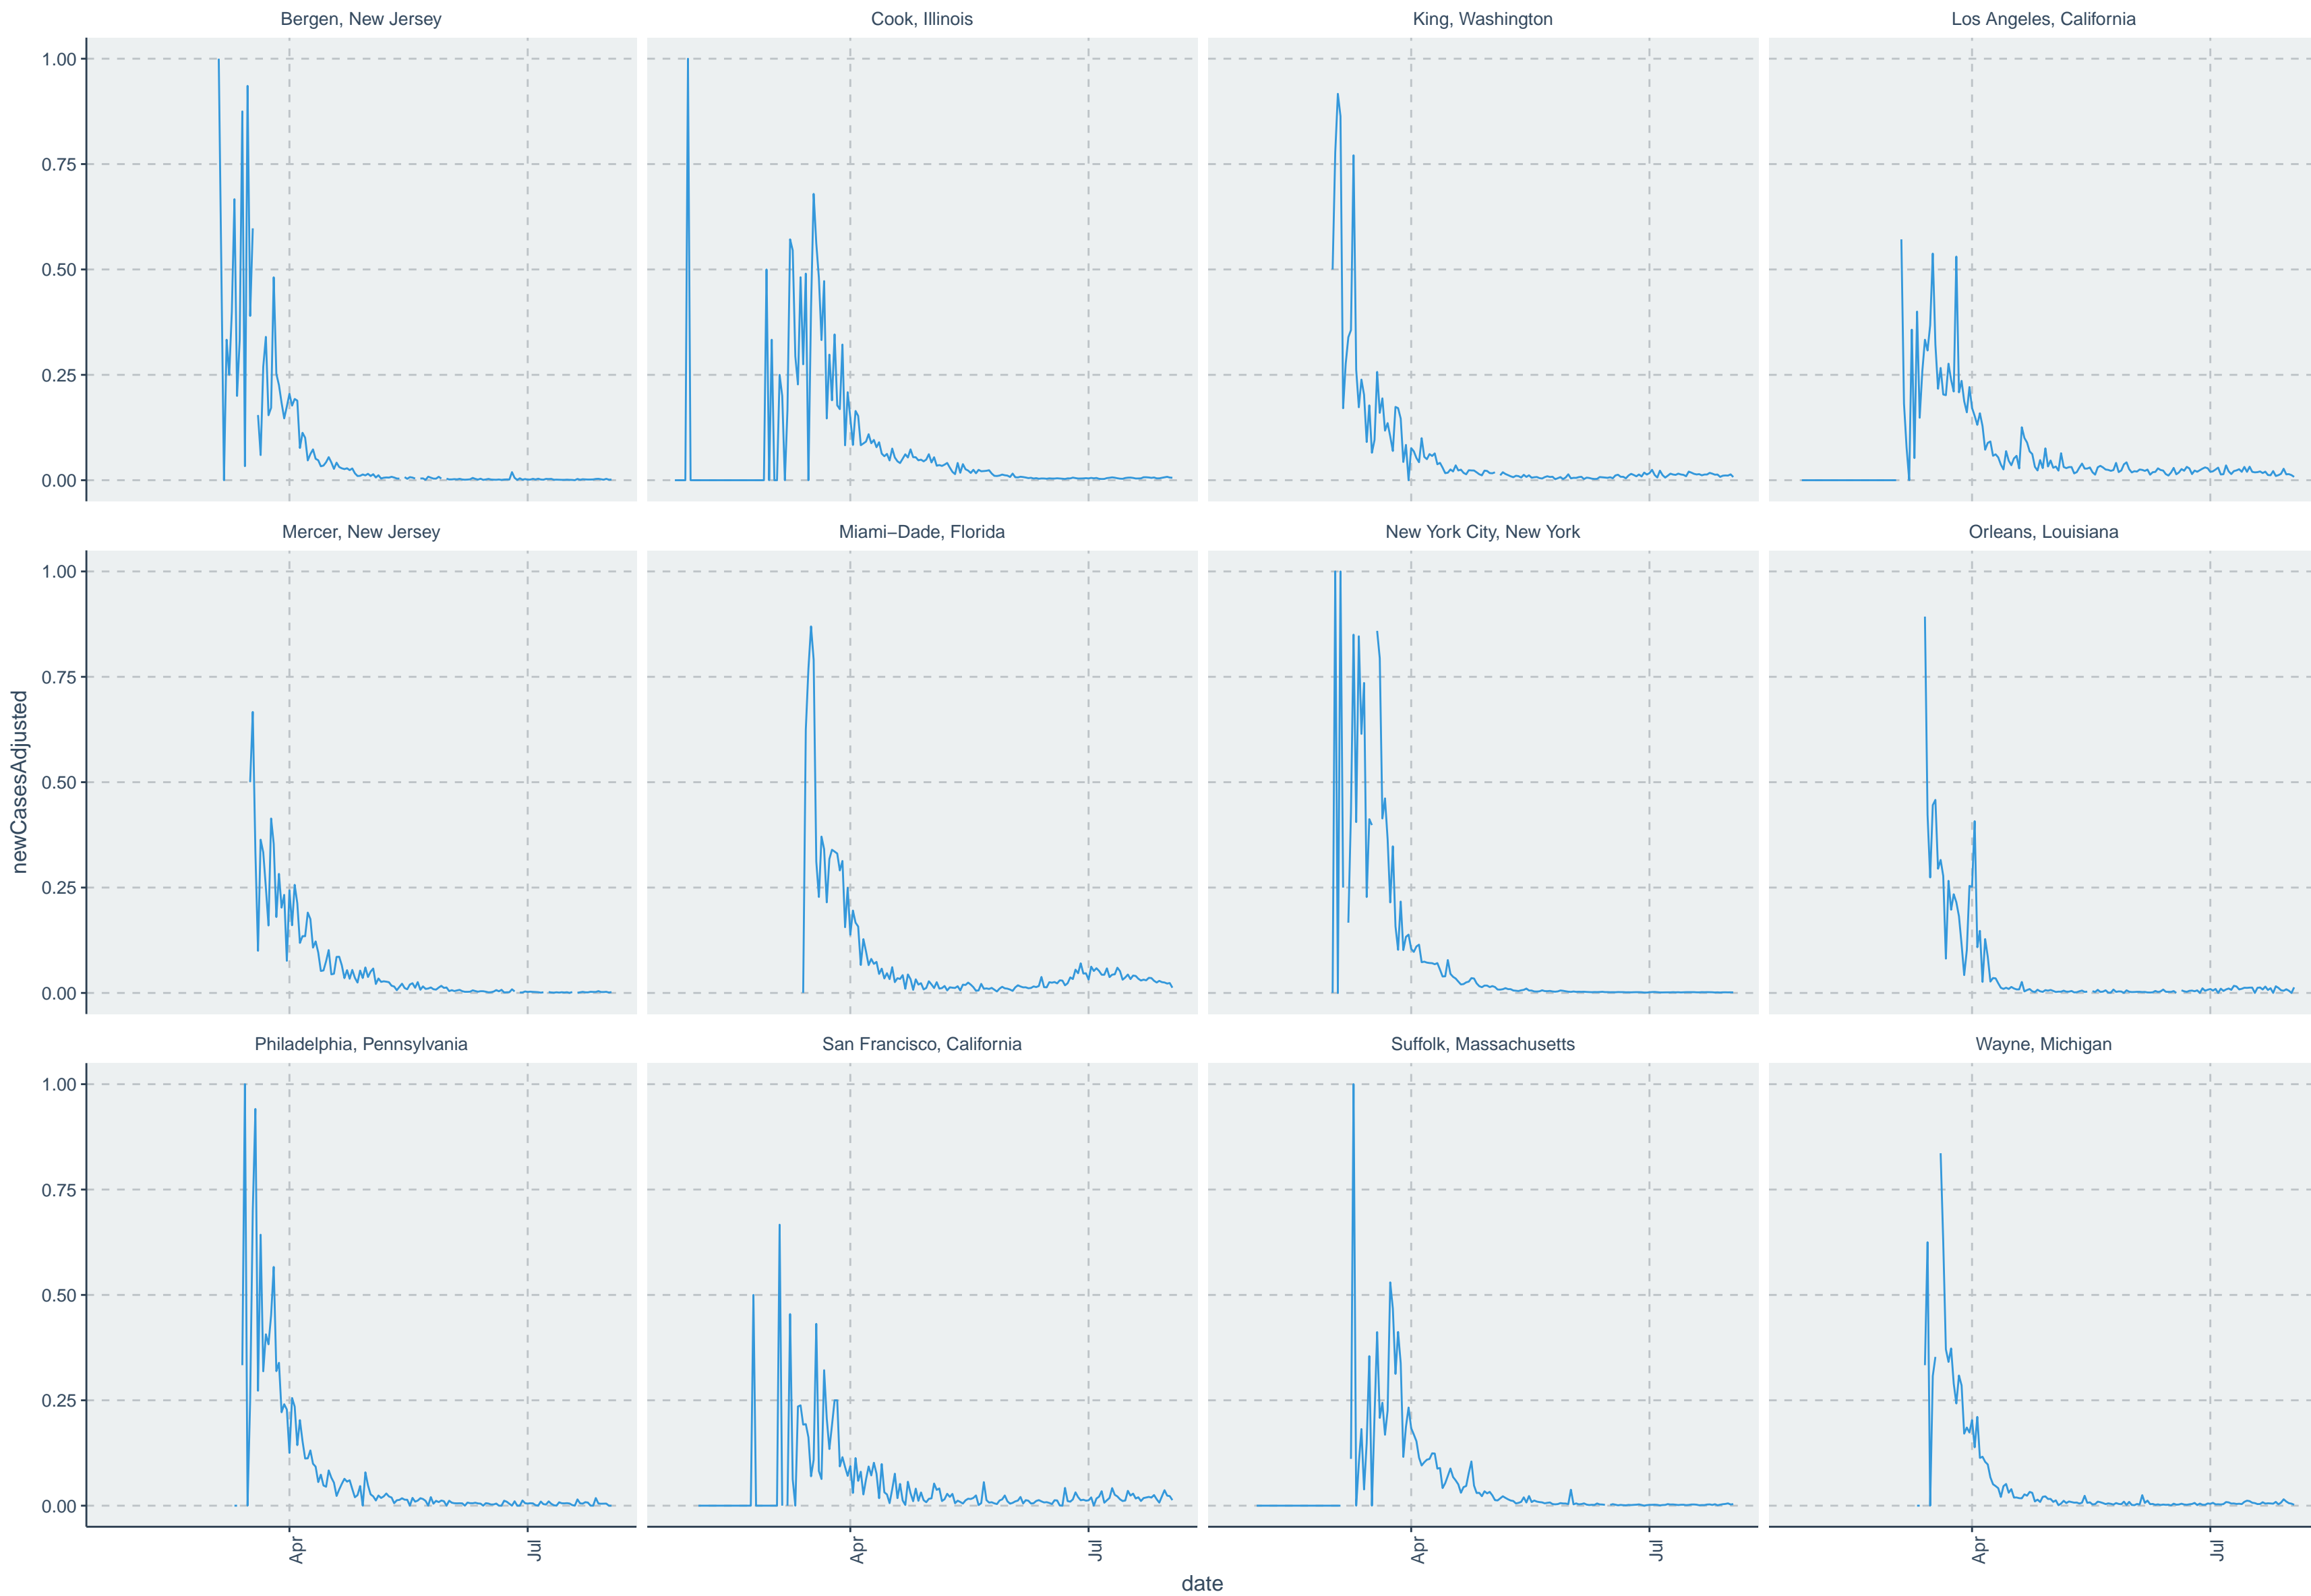 Bergen, New Jersey
Cook, Illinois
King, Washington
Los Angeles, California
1.00
0.75
0.50
0.25
0.00
Mercer, New Jersey
Miami−Dade, Florida
New York City, New York
Orleans, Louisiana
1.00
0.75
0.50
0.25
0.00
newCasesAdjusted
Philadelphia, Pennsylvania
San Francisco, California
Suffolk, Massachusetts
Wayne, Michigan
1.00
0.75
0.50
0.25
0.00
Apr
Jul
Apr
Jul
Apr
Jul
Apr
Jul
date